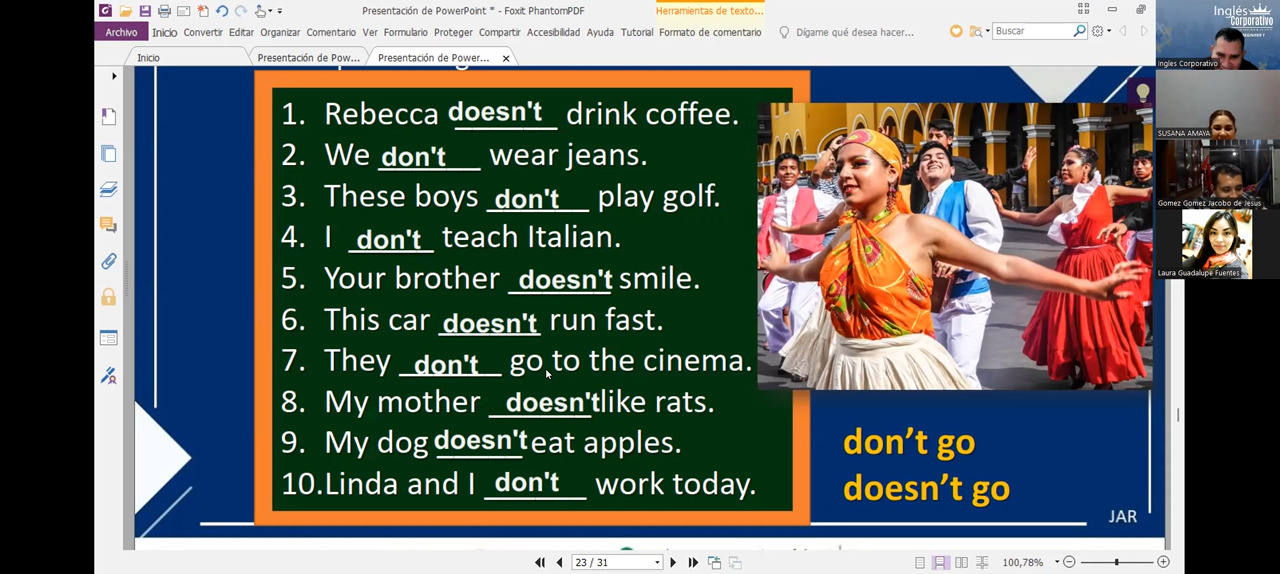 Presentación de PowerPoint * - Foxit PhantomPDF
Herramientas de texto...
Archivo Inicio Convertir Editar Organizar Comentario Ver Formulario Proteger Compartir Accesibilidad Ayuda Tutorial Formato de comentario Dígame qué desea hacer... Buscar
Inicio Presentación de Pow... Presentación de Power...
1. Rebecca doesn't drink coffee.
2. We don't wear jeans.
3. These boys don't play golf.
4. I don't teach Italian.
5. Your brother doesn't smile.
6. This car doesn't run fast.
7. They don't go to the cinema.
8. My mother doesn't like rats.
9. My dog doesn't eat apples.
10. Linda and I don't work today.
don't go
doesn't go
JAR
23 / 31
100,78%
Inglés
Corporativo
Ingles Corporativo
SUSANA AMAYA
Gomez Gomez Jacobo de Jesus
Laura Guadalupe Fuentes